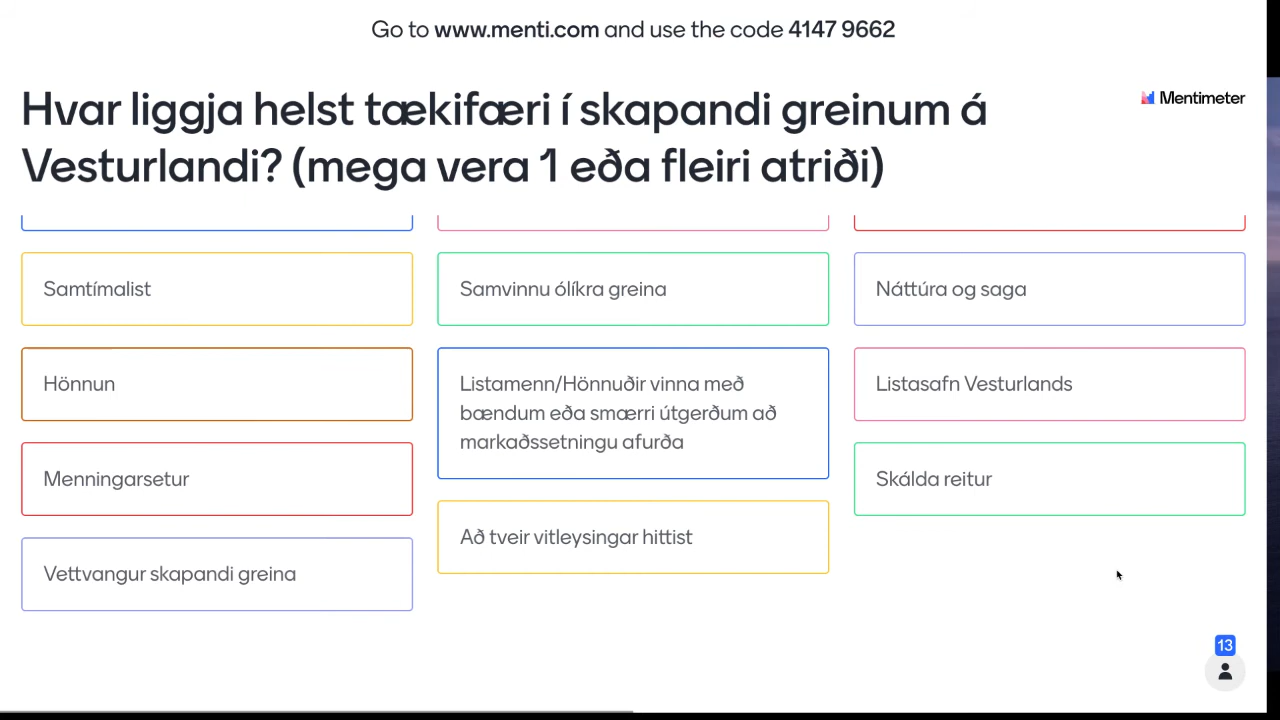 Go to www.menti.com and use the code 4147 9662
Hvar liggja helst tækifæri í skapandi greinum á
Vesturlandi? (mega vera 1 eða fleiri atriði)
Mentimeter
Samtímalist
Samvinnu ólíkra greina
Náttúra og saga
Hönnun
Listamenn/Hönnuðir vinna með
bændum eða smærri útgerðum að
markaðssetningu afurða
Listasafn Vesturlands
Menningarsetur
Skálda reitur
Að tveir vitleysingar hittist
Vettvangur skapandi greina
13